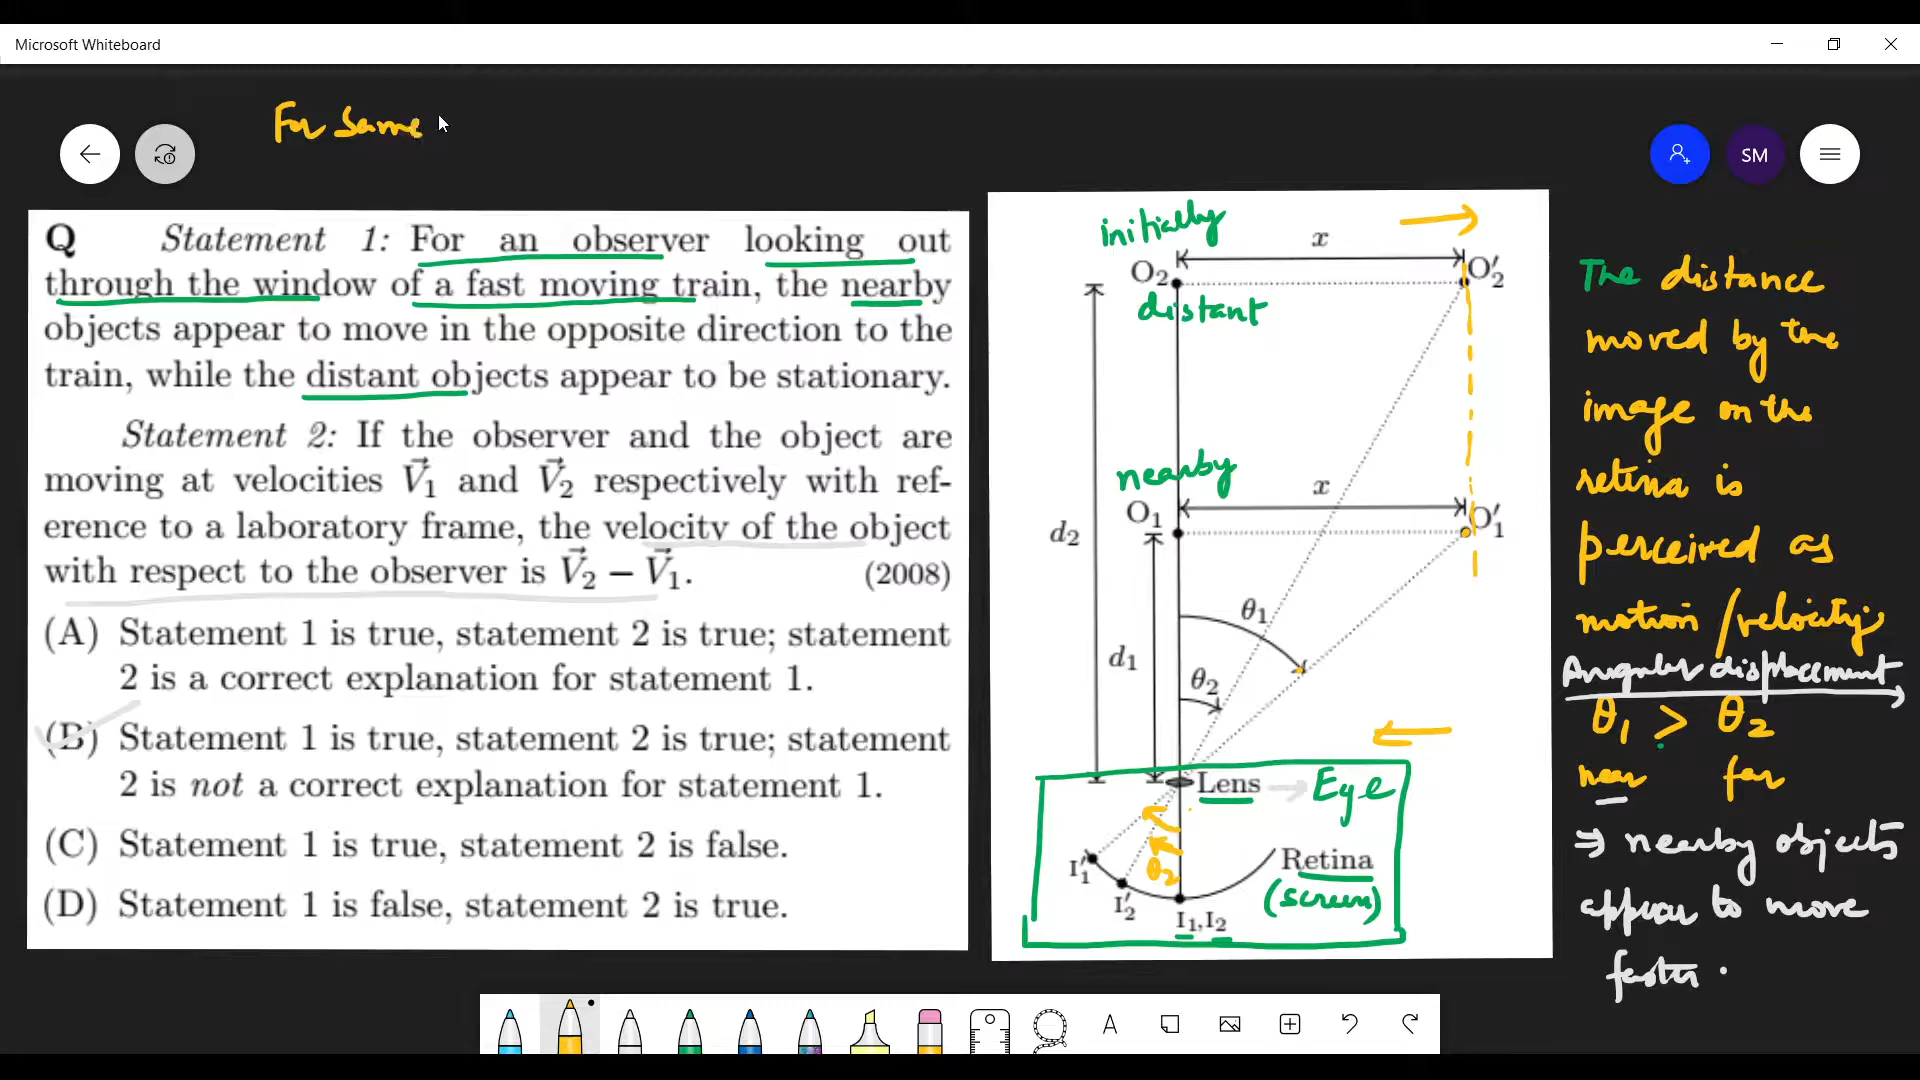 Microsoft Whiteboard
For Same
SM
Q Statement 1: For an observer looking out
through the window of a fast moving train, the nearby
objects appear to move in the opposite direction to the
train, while the distant objects appear to be stationary.
Statement 2: If the observer and the object are
moving at velocities V⃗₁ and V⃗₂ respectively with ref-
erence to a laboratory frame, the velocity of the object
with respect to the observer is V⃗₂ − V⃗₁. (2008)
(A) Statement 1 is true, statement 2 is true; statement
2 is a correct explanation for statement 1.
(B) Statement 1 is true, statement 2 is true; statement
2 is not a correct explanation for statement 1.
(C) Statement 1 is true, statement 2 is false.
(D) Statement 1 is false, statement 2 is true.
initially
x
O₂ O′₂
distant
nearby
x
O₁ O′₁
d₂
θ₁
d₁
θ₂
Lens → Eye
Retina
(screen)
θ₂
I′₁
I′₂
I₁,I₂
The distance
moved by the
image on the
retina is
perceived as
motion/velocity
Angular displacement
θ₁ > θ₂
near far
⇒ nearby objects
appear to move
faster.
A